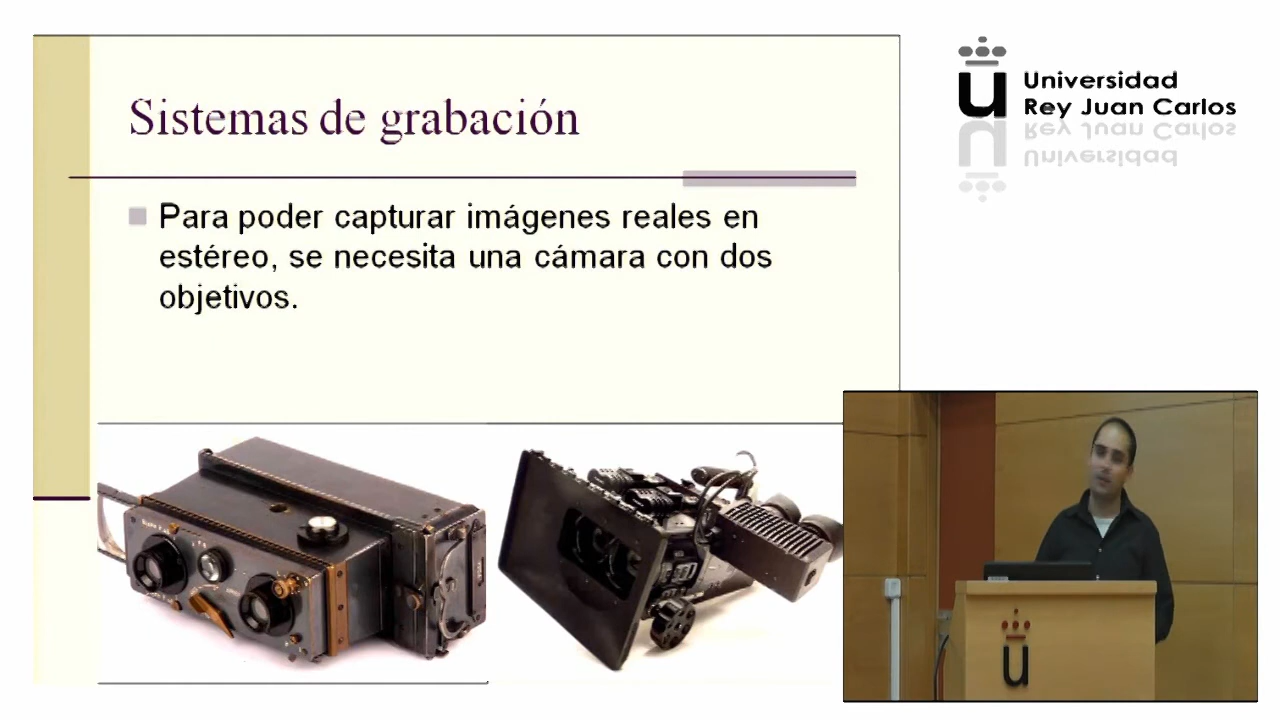 Sistemas de grabación
Para poder capturar imágenes reales en
estéreo, se necesita una cámara con dos
objetivos.
Universidad
Rey Juan Carlos